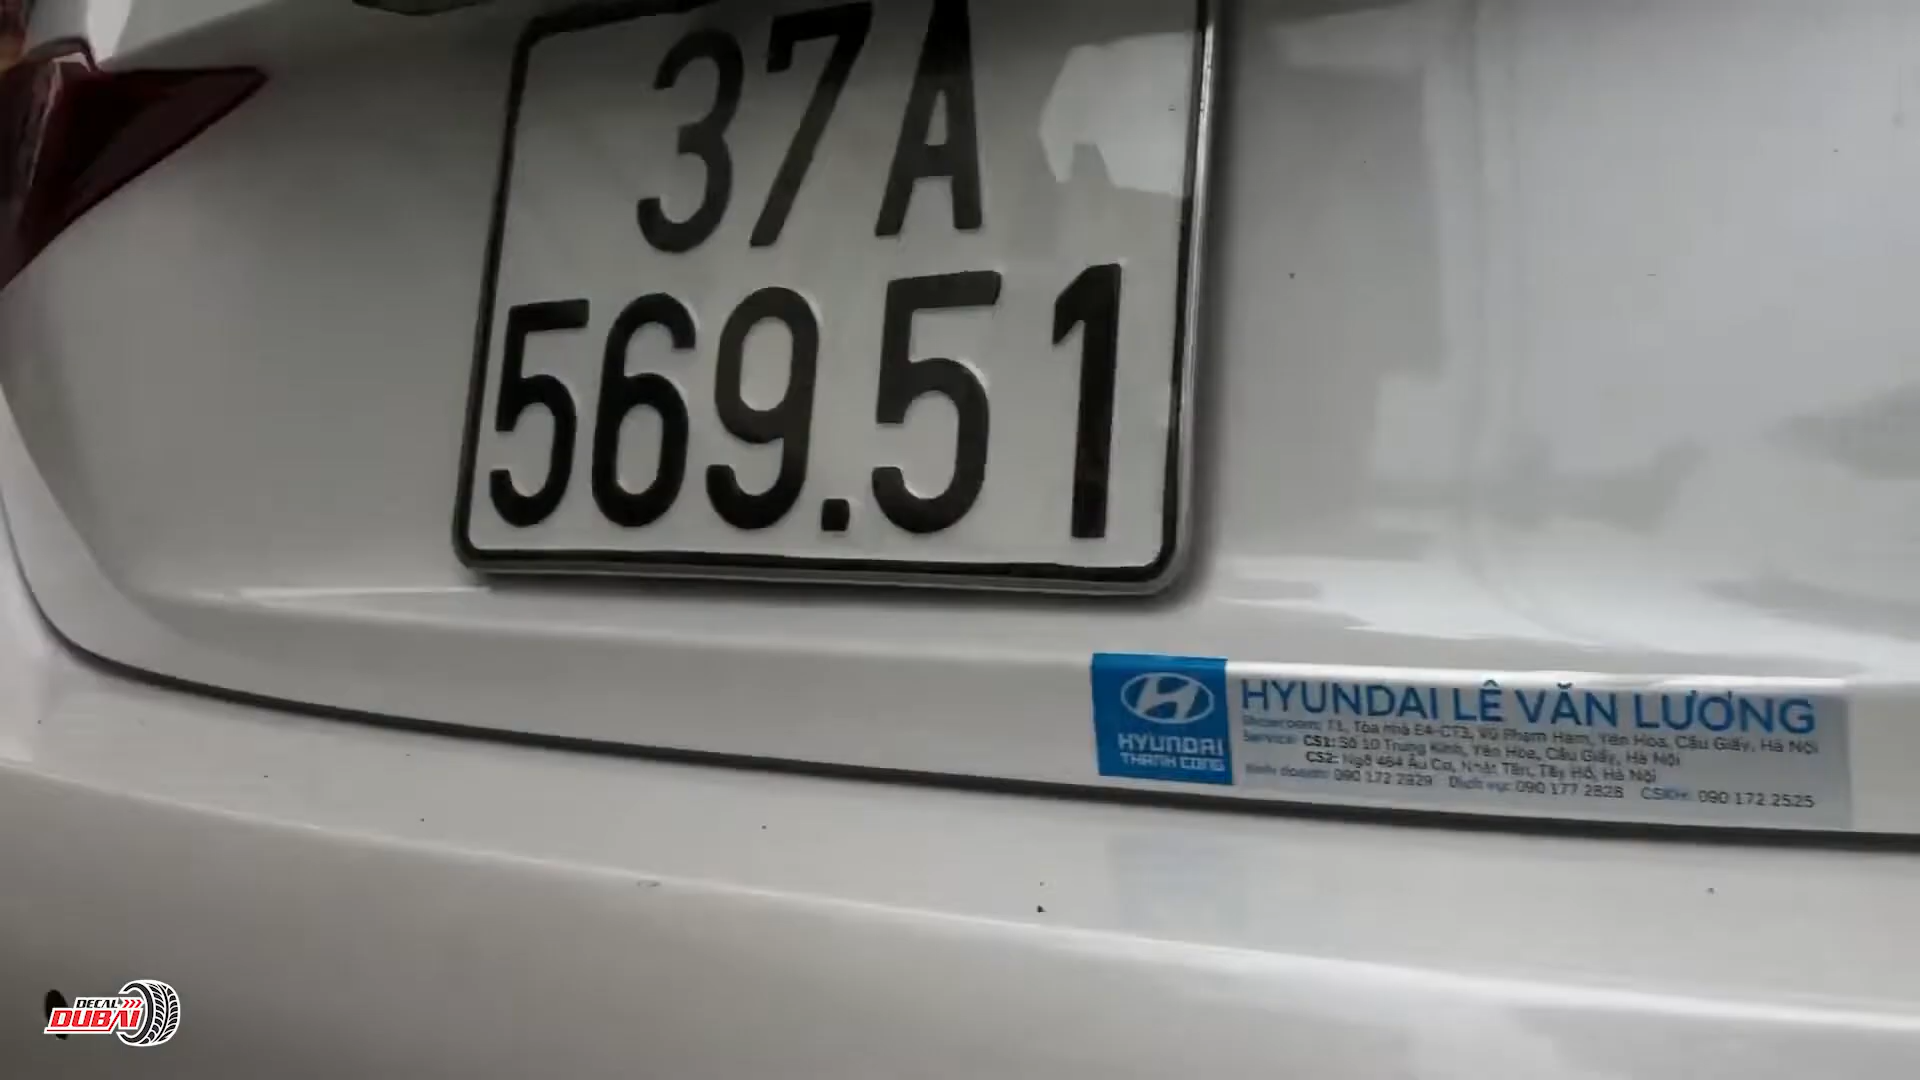 37A
569.51
HYUNDAI
THANH CONG
HYUNDAI LÊ VĂN LƯƠNG
Showroom: T1, Tòa nhà E4-CT3, Vũ Phạm Hàm, Yên Hòa, Cầu Giấy, Hà Nội
Service: CS1: Số 10 Trung Kính, Yên Hòa, Cầu Giấy, Hà Nội
CS2: Ngõ 464 Âu Cơ, Nhật Tân, Tây Hồ, Hà Nội
Kinh doanh: 090 172 2929 Dịch vụ: 090 177 2828 CSKH: 090 172 2525
DECAL
DUBAI